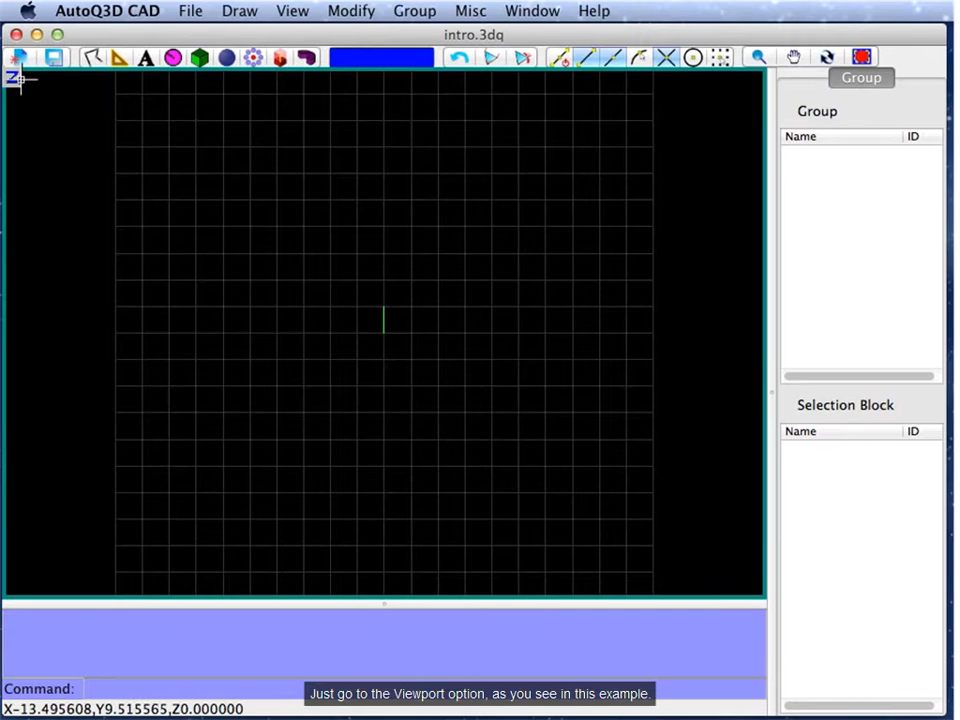 AutoQ3D CAD File Draw View Modify Group Misc Window Help
intro.3dq
A
Z
Group
Group
Name ID
Selection Block
Name ID
Command:
Just go to the Viewport option, as you see in this example.
X-13.495608,Y9.515565,Z0.000000